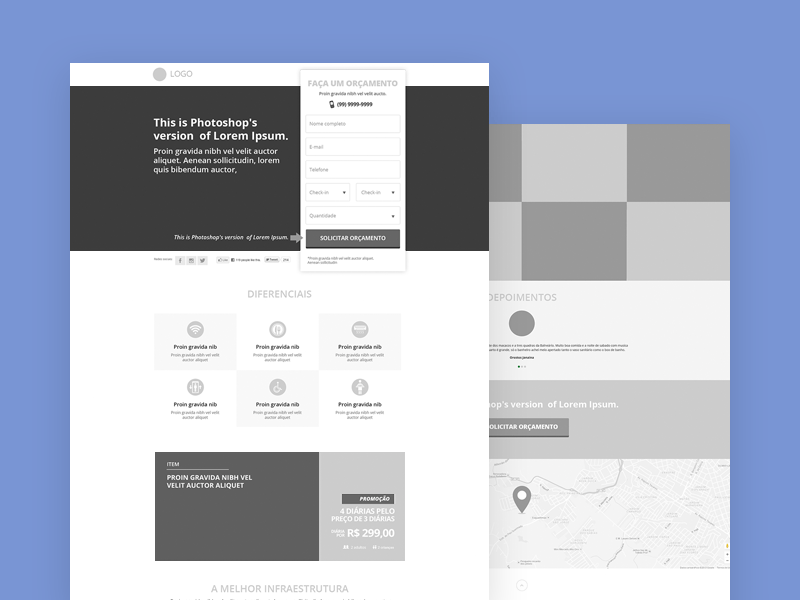 LOGO
FAÇA UM ORÇAMENTO
Proin gravida nibh vel velit aucto.
(99) 9999-9999
This is Photoshop's
version of Lorem Ipsum.
Nome completo
E-mail
Proin gravida nibh vel velit auctor
aliquet. Aenean sollicitudin, lorem
quis bibendum auctor,
Telefone
Check-in
Check-in
Quantidade
This is Photoshop's version of Lorem Ipsum.
SOLICITAR ORÇAMENTO
*Proin gravida nibh vel velit auctor aliquet.
Aenean sollicitudin
DIFERENCIAIS
Proin gravida nib
Proin gravida nibh vel velit
auctor aliquet
Proin gravida nib
Proin gravida nibh vel velit
auctor aliquet
Proin gravida nib
Proin gravida nibh vel velit
auctor aliquet
Proin gravida nib
Proin gravida nibh vel velit
auctor aliquet
Proin gravida nib
Proin gravida nibh vel velit
auctor aliquet
Proin gravida nib
Proin gravida nibh vel velit
auctor aliquet
ITEM
PROIN GRAVIDA NIBH VEL
VELIT AUCTOR ALIQUET
PROMOÇÃO
4 DIÁRIAS PELO
PREÇO DE 3 DIÁRIAS
R$ 299,00
A MELHOR INFRAESTRUTURA
DEPOIMENTOS
op's version of Lorem Ipsum.
OLICITAR ORÇAMENTO